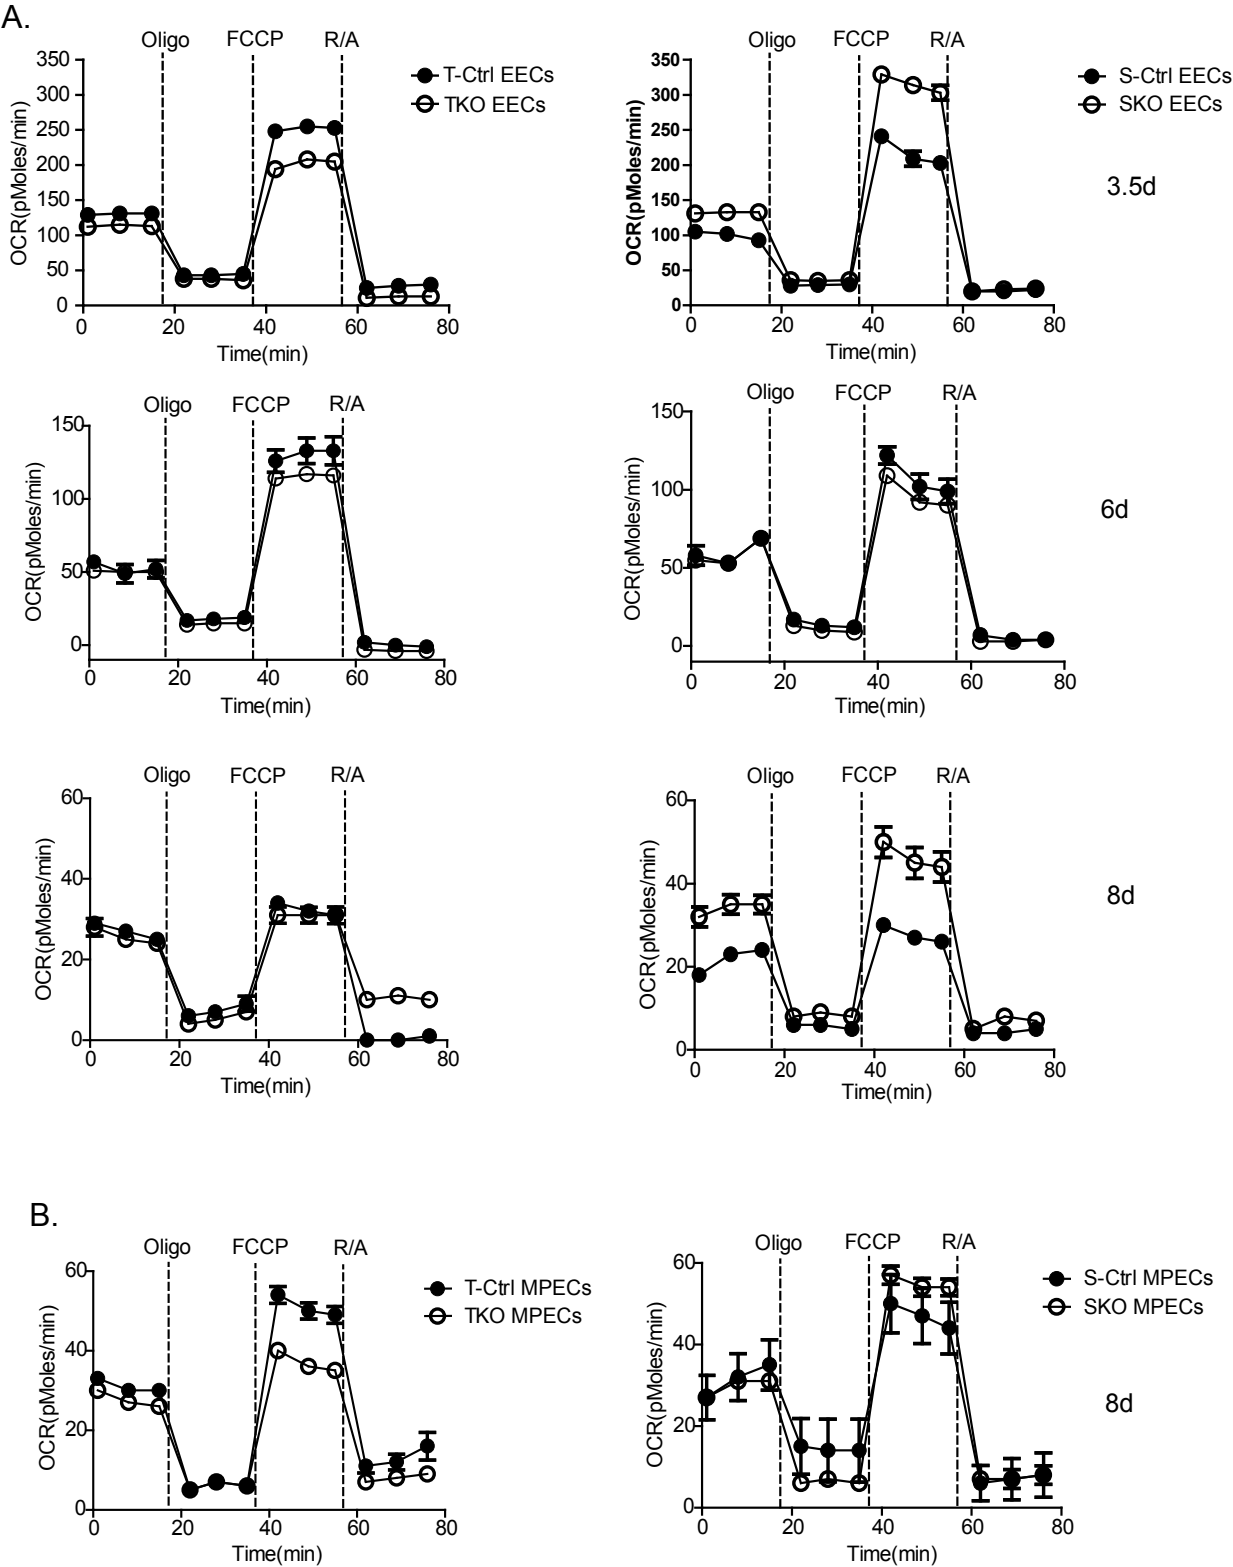 A.
Oligo FCCP R/A
T-Ctrl EECs
TKO EECs
350
300
250
200
150
100
50
0
OCR(pMoles/min)
0 20 40 60 80
Time(min)
Oligo FCCP R/A
S-Ctrl EECs
SKO EECs
350
300
250
200
150
100
50
0
OCR(pMoles/min)
0 20 40 60 80
Time(min)
3.5d
Oligo FCCP R/A
150
100
50
0
OCR(pMoles/min)
0 20 40 60 80
Time(min)
Oligo FCCP R/A
150
100
50
0
OCR(pMoles/min)
0 20 40 60 80
Time(min)
6d
Oligo FCCP R/A
60
40
20
0
OCR(pMoles/min)
0 20 40 60 80
Time(min)
Oligo FCCP R/A
60
40
20
0
OCR(pMoles/min)
0 20 40 60 80
Time(min)
8d
B.
Oligo FCCP R/A
T-Ctrl MPECs
TKO MPECs
60
40
20
0
OCR(pMoles/min)
0 20 40 60 80
Time(min)
Oligo FCCP R/A
S-Ctrl MPECs
SKO MPECs
60
40
20
0
OCR(pMoles/min)
0 20 40 60 80
Time(min)
8d